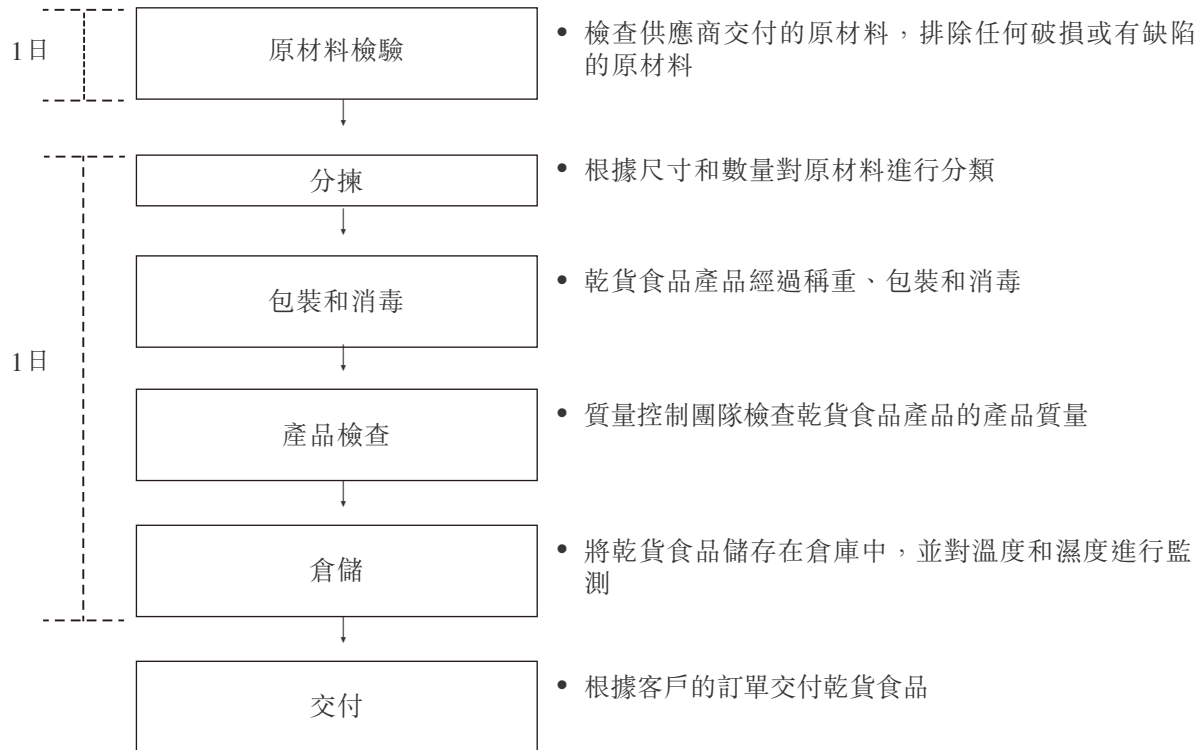 1日
原材料檢驗
• 檢查供應商交付的原材料，排除任何破損或有缺陷
的原材料
分揀
• 根據尺寸和數量對原材料進行分類
包裝和消毒
• 乾貨食品產品經過稱重、包裝和消毒
1日
產品檢查
• 質量控制團隊檢查乾貨食品產品的產品質量
倉儲
• 將乾貨食品儲存在倉庫中，並對溫度和濕度進行監
測
交付
• 根據客戶的訂單交付乾貨食品